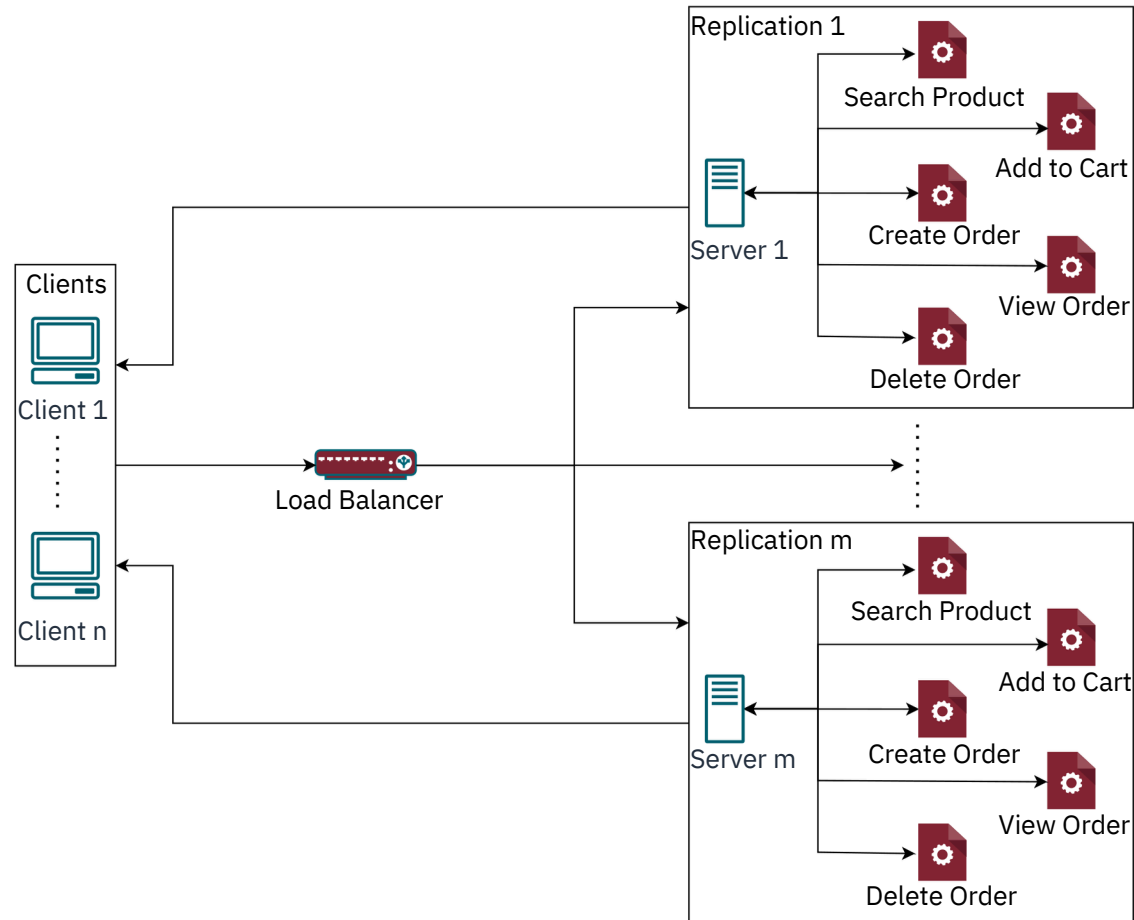 Replication 1
Search Product
Add to Cart
Create Order
Server 1
View Order
Delete Order
Clients
Client 1
Load Balancer
Client n
Replication m
Search Product
Add to Cart
Create Order
Server m
View Order
Delete Order